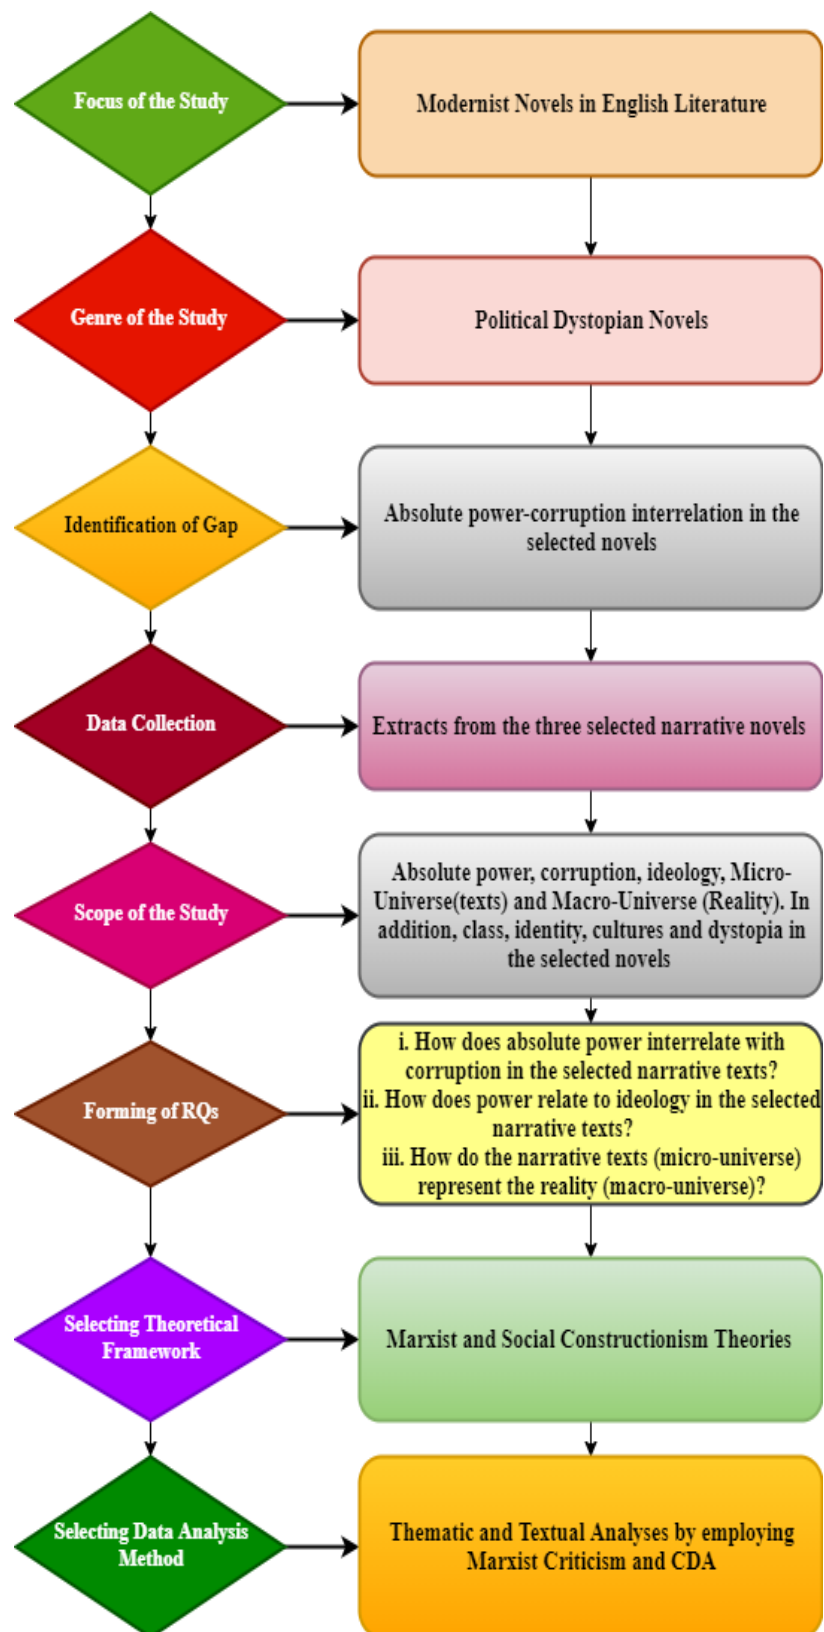 Focus of the Study
Modernist Novels in English Literature
Genre of the Study
Political Dystopian Novels
Identification of Gap
Absolute power-corruption interrelation in the
selected novels
Data Collection
Extracts from the three selected narrative novels
Scope of the Study
Absolute power, corruption, ideology, Micro-
Universe(texts) and Macro-Universe (Reality). In
addition, class, identity, cultures and dystopia in
the selected novels
Forming of RQs
i. How does absolute power interrelate with
corruption in the selected narrative texts?
ii. How does power relate to ideology in the selected
narrative texts?
iii. How do the narrative texts (micro-universe)
represent the reality (macro-universe)?
Selecting Theoretical
Framework
Marxist and Social Constructionism Theories
Selecting Data Analysis
Method
Thematic and Textual Analyses by employing
Marxist Criticism and CDA